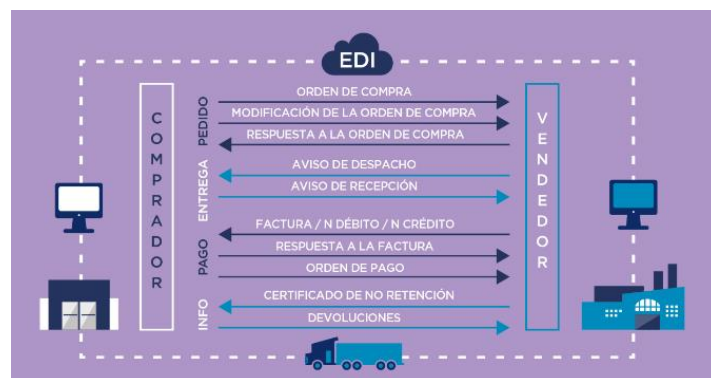 EDI
COMPRADOR
PEDIDO
ORDEN DE COMPRA
MODIFICACIÓN DE LA ORDEN DE COMPRA
RESPUESTA A LA ORDEN DE COMPRA
ENTREGA
AVISO DE DESPACHO
AVISO DE RECEPCIÓN
PAGO
FACTURA / N DÉBITO / N CRÉDITO
RESPUESTA A LA FACTURA
ORDEN DE PAGO
INFO
CERTIFICADO DE NO RETENCIÓN
DEVOLUCIONES
VENDEDOR